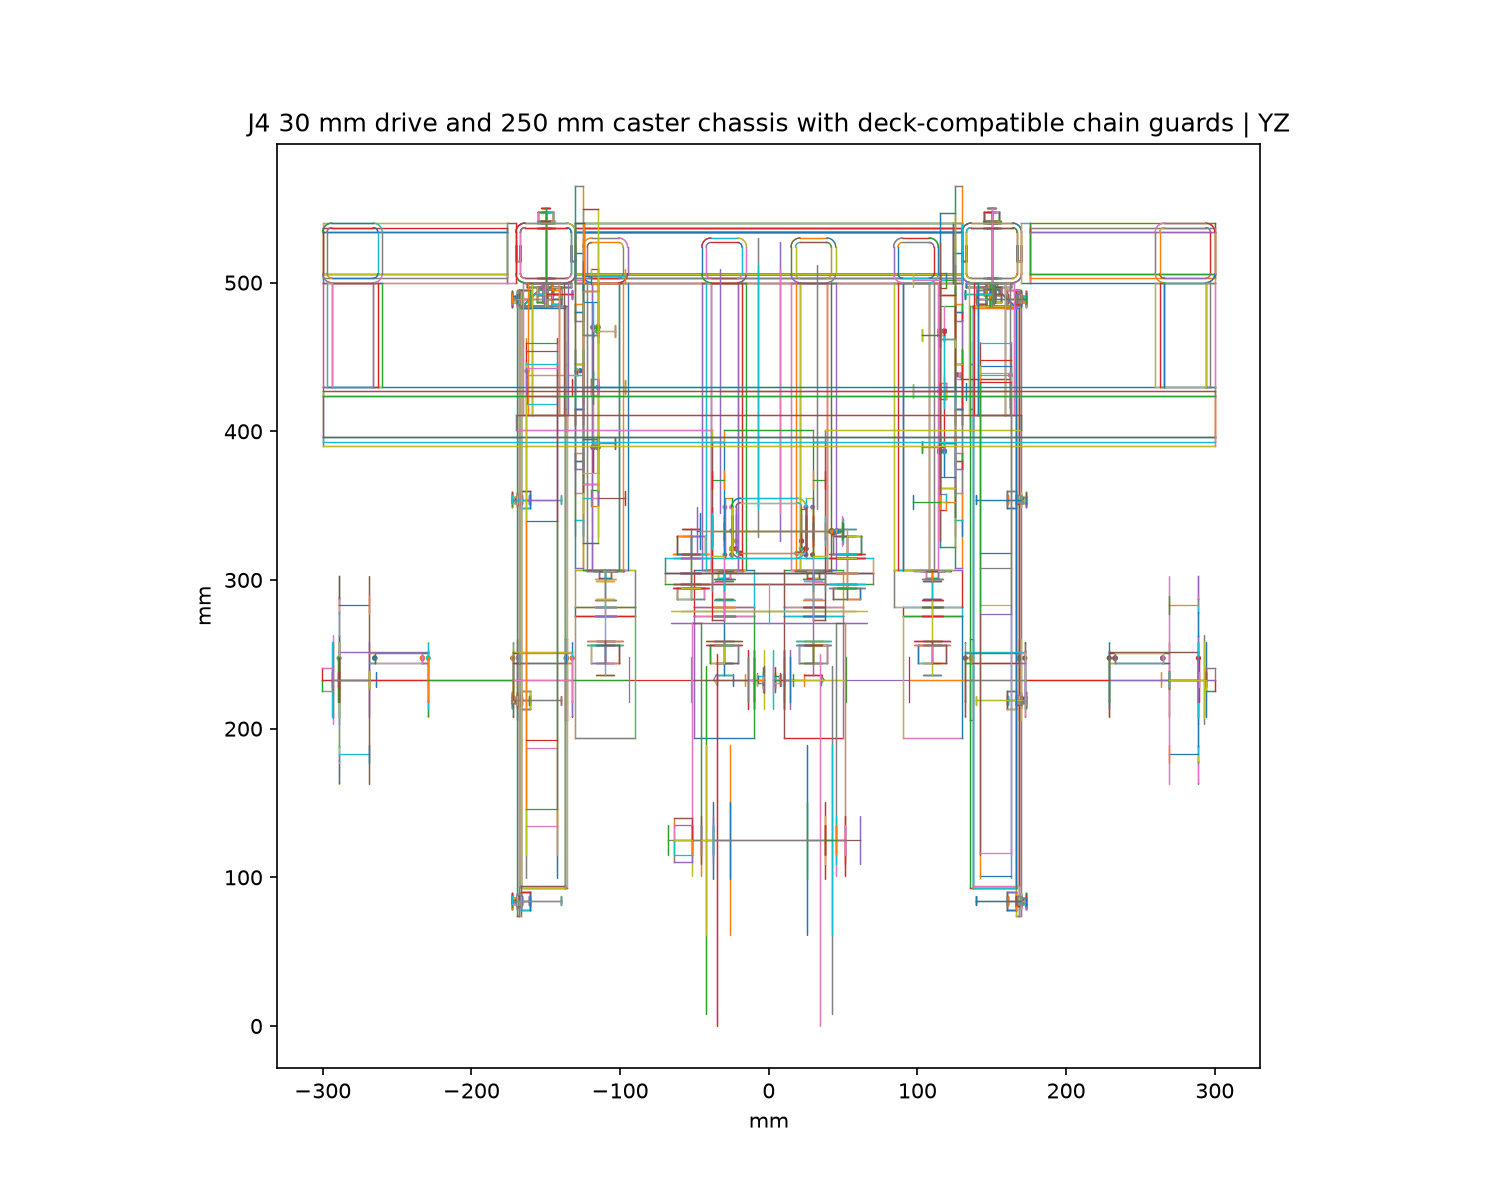 J4 30 mm drive and 250 mm caster chassis with deck-compatible chain guards | YZ
500
400
300
200
100
0
mm
−300 −200 −100 0 100 200 300
mm